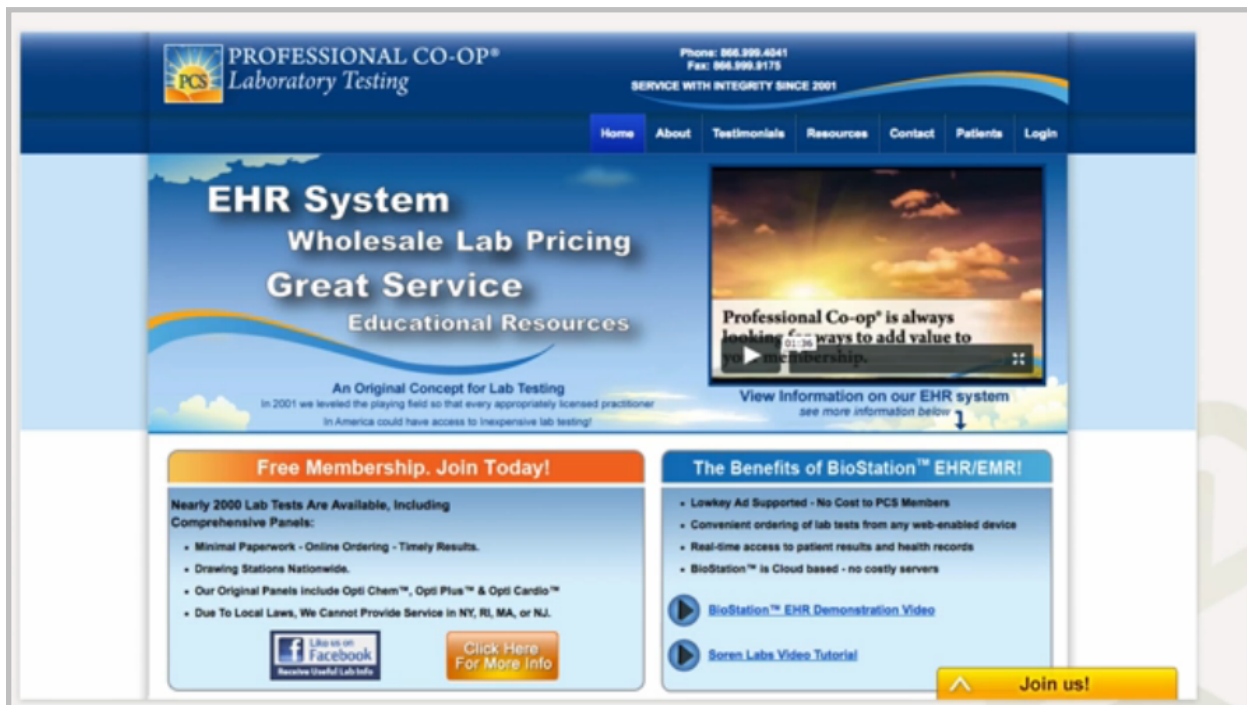 PROFESSIONAL CO-OP®
Laboratory Testing
PCS
Phone: 866.999.4041
Fax: 866.999.9175
SERVICE WITH INTEGRITY SINCE 2001
Home About Testimonials Resources Contact Patients Login
EHR System
Wholesale Lab Pricing
Great Service
Educational Resources
An Original Concept for Lab Testing
In 2001 we leveled the playing field so that every appropriately licensed practitioner
In America could have access to inexpensive lab testing!
Professional Co-op® is always
looking for ways to add value to
your membership.
01:36
View Information on our EHR system
see more information below
Free Membership. Join Today!
Nearly 2000 Lab Tests Are Available, Including
Comprehensive Panels:
• Minimal Paperwork - Online Ordering - Timely Results.
• Drawing Stations Nationwide.
• Our Original Panels include Opti Chem™, Opti Plus™ & Opti Cardio™
• Due To Local Laws, We Cannot Provide Service in NY, RI, MA, or NJ.
Like us on
Facebook
Receive Useful Lab Info
Click Here
For More Info
The Benefits of BioStation™ EHR/EMR!
• Lowkey Ad Supported - No Cost to PCS Members
• Convenient ordering of lab tests from any web-enabled device
• Real-time access to patient results and health records
• BioStation™ is Cloud based - no costly servers
BioStation™ EHR Demonstration Video
Soren Labs Video Tutorial
Join us!